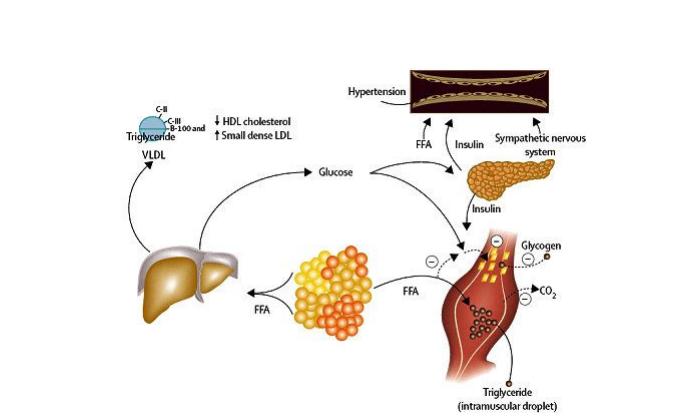 Hypertension
C-II
C-III
B-100 and
Triglyceride
VLDL
↓ HDL cholesterol
↑ Small dense LDL
FFA
Insulin
Sympathetic nervous
system
Glucose
Insulin
Glycogen
−
−
−
CO2
−
FFA
FFA
Triglyceride
(intramuscular droplet)